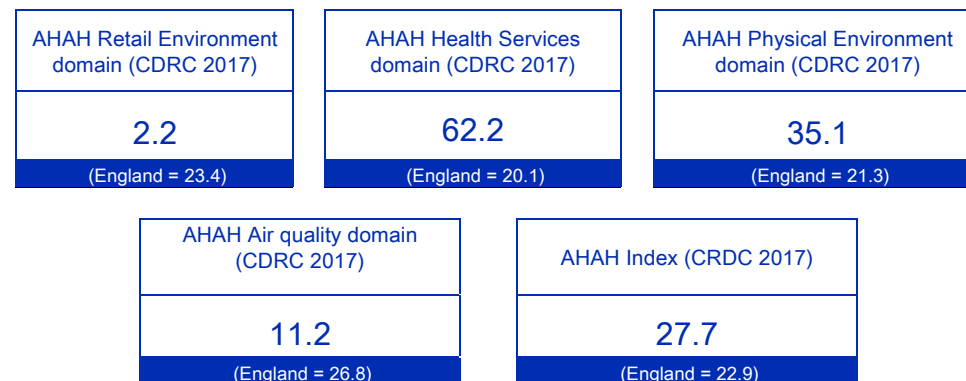 AHAH Retail Environment
domain (CDRC 2017)
2.2
(England = 23.4)
AHAH Health Services
domain (CDRC 2017)
62.2
(England = 20.1)
AHAH Physical Environment
domain (CDRC 2017)
35.1
(England = 21.3)
AHAH Air quality domain
(CDRC 2017)
11.2
(England = 26.8)
AHAH Index (CRDC 2017)
27.7
(England = 22.9)